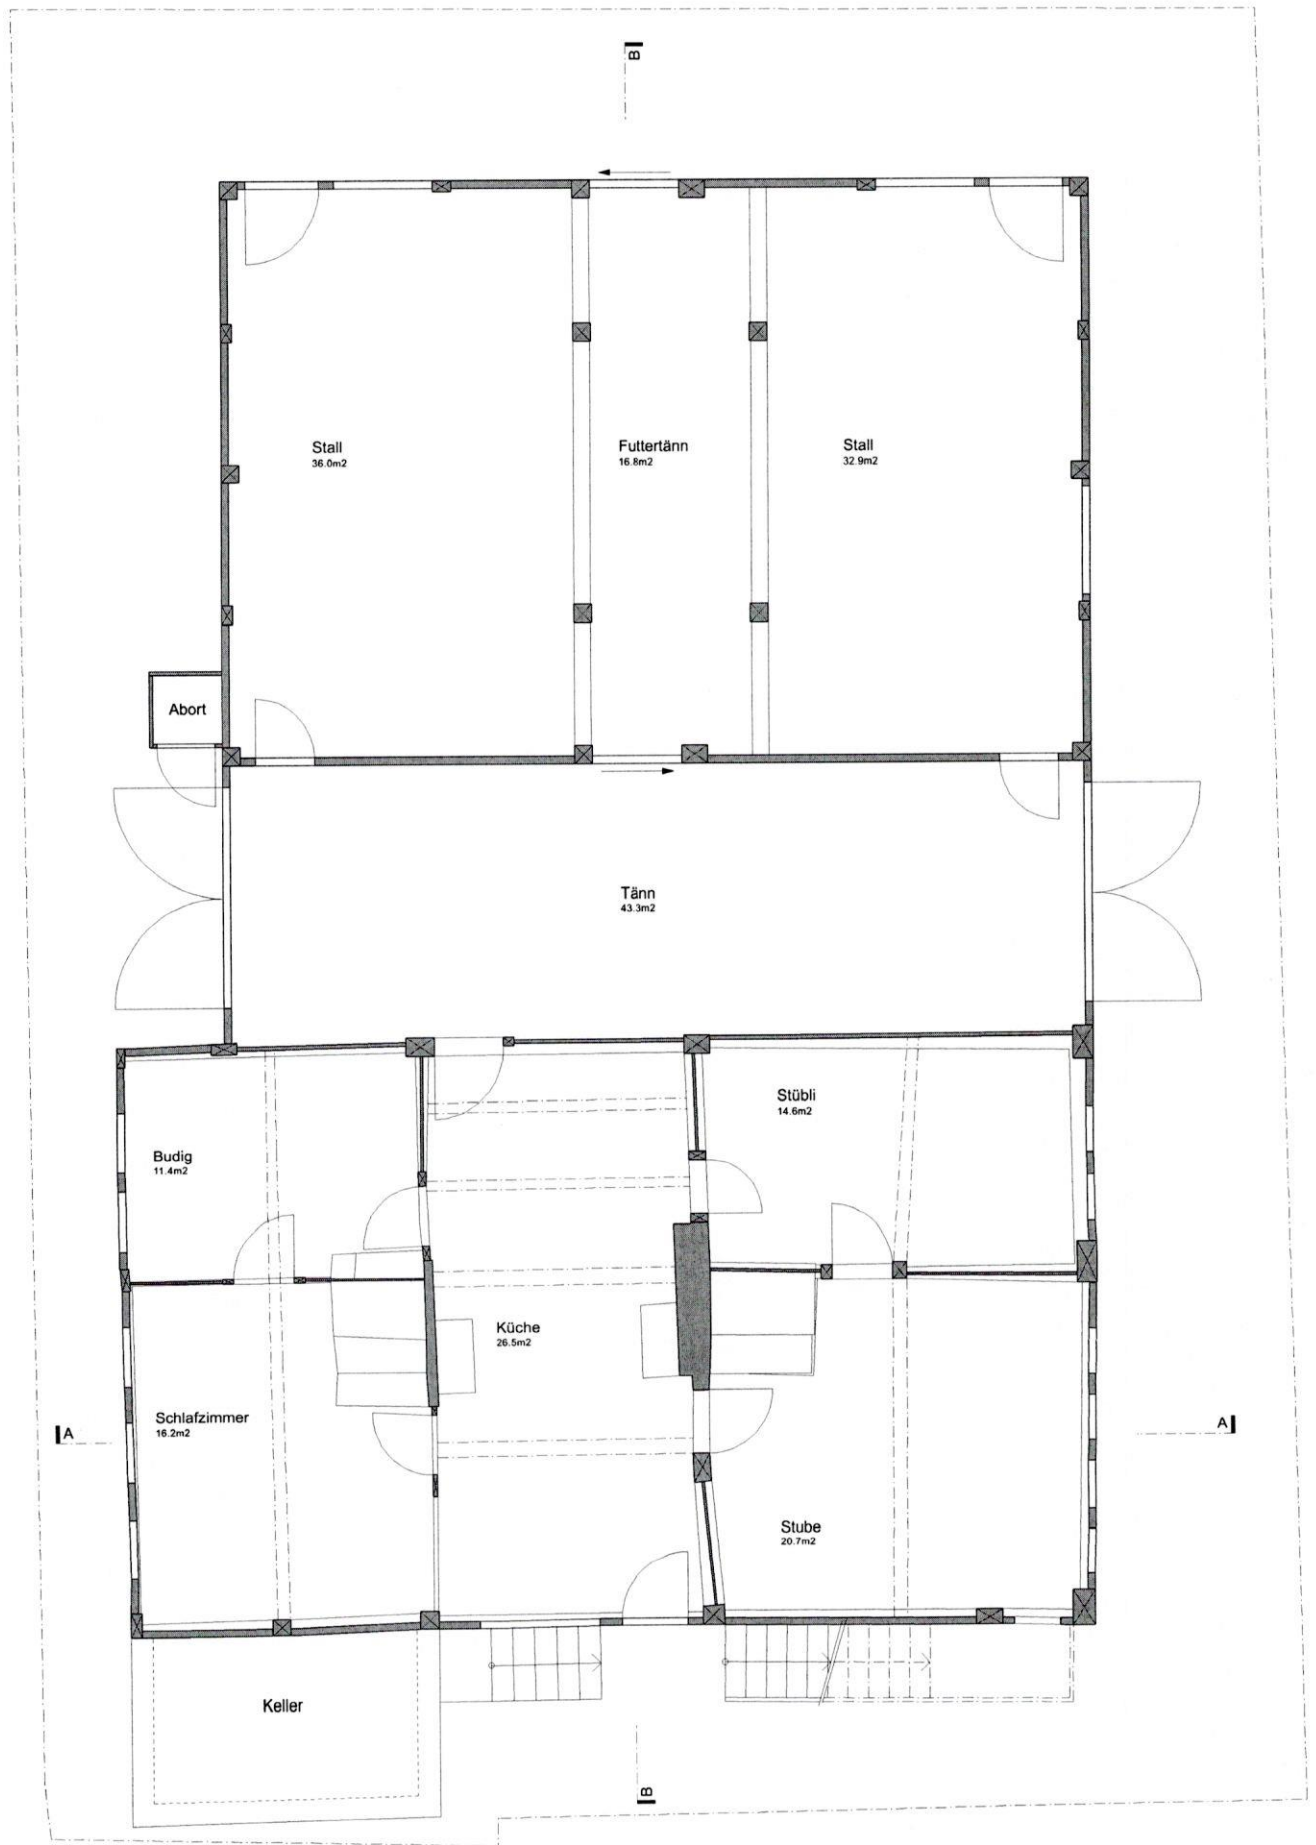 B
Stall
36.0m2
Futtertänn
16.8m2
Stall
32.9m2
Abort
Tänn
43.3m2
Stübli
14.6m2
Budig
11.4m2
Küche
26.5m2
Schlafzimmer
16.2m2
A
A
Stube
20.7m2
Keller
B